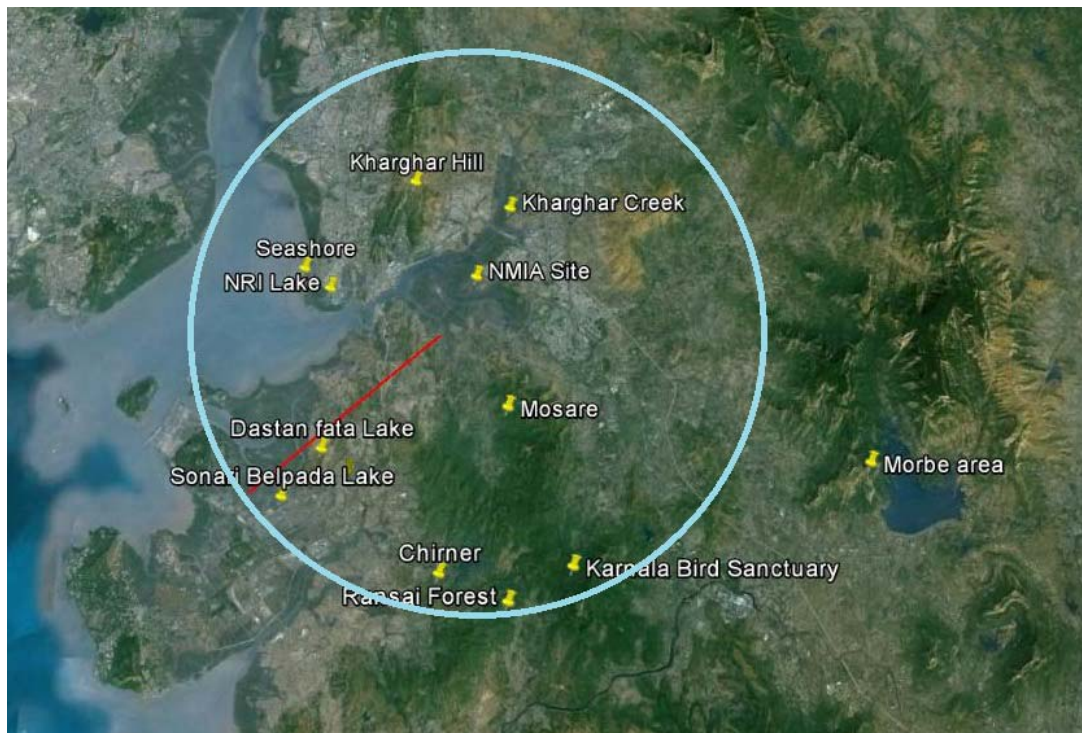 Kharghar Hill
Kharghar Creek
Seashore
NMIA Site
NRI Lake
Mosare
Dastan fata Lake
Morbe area
Sonari Belpada Lake
Chirner
Karnala Bird Sanctuary
Ransai Forest